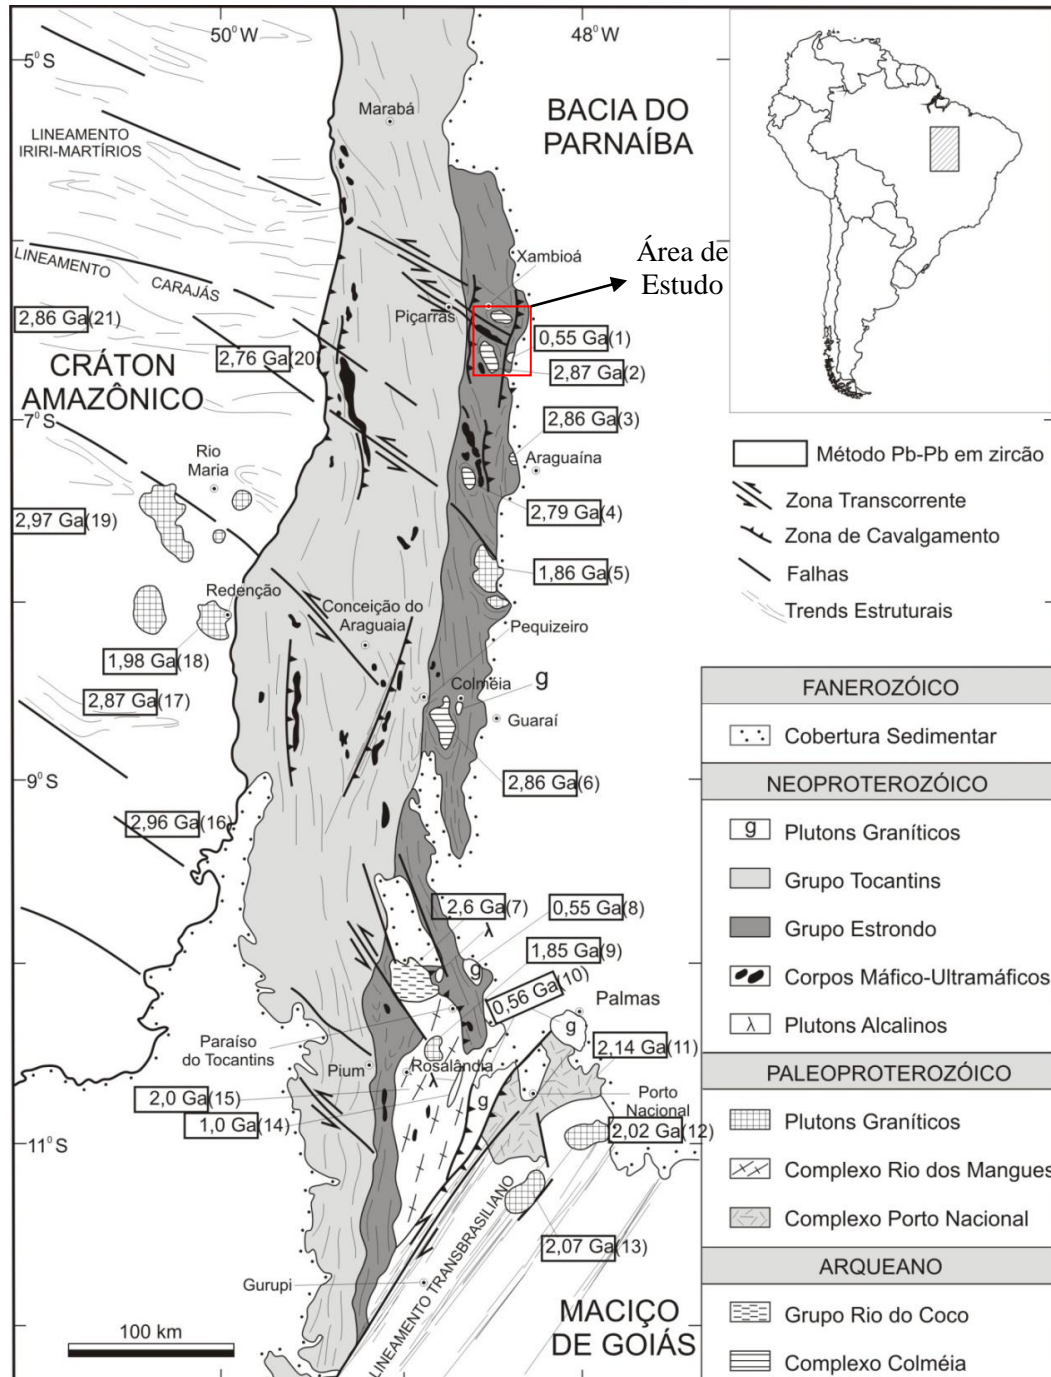 50° W
48° W
5°S
Marabá
BACIA DO
PARNAÍBA
LINEAMENTO
IRIRI-MARTÍRIOS
Xambioá
Área de
Estudo
LINEAMENTO
CARAJÁS
Piçarras
2,86 Ga(21)
0,55 Ga(1)
2,76 Ga(20)
2,87 Ga(2)
CRÁTON
AMAZÔNICO
7°S
2,86 Ga(3)
Rio
Maria
Araguaína
2,97 Ga(19)
2,79 Ga(4)
1,86 Ga(5)
Redenção
Conceição do
Araguaia
Pequizeiro
1,98 Ga(18)
2,87 Ga(17)
Colméia
g
Guaraí
9°S
2,86 Ga(6)
2,96 Ga(16)
2,6 Ga(7)
0,55 Ga(8)
λ
1,85 Ga(9)
g
0,56 Ga(10)
Palmas
g
Paraíso
do Tocantins
2,14 Ga(11)
Pium
Rosalândia
λ
2,0 Ga(15)
g
Porto
Nacional
1,0 Ga(14)
2,02 Ga(12)
11°S
2,07 Ga(13)
Gurupi
LINEAMENTO TRANSBRASILIANO
MACIÇO
DE GOIÁS
100 km
Método Pb-Pb em zircão
Zona Transcorrente
Zona de Cavalgamento
Falhas
Trends Estruturais
FANEROZÓICO
Cobertura Sedimentar
NEOPROTEROZÓICO
g Plutons Graníticos
Grupo Tocantins
Grupo Estrondo
Corpos Máfico-Ultramáficos
λ Plutons Alcalinos
PALEOPROTEROZÓICO
Plutons Graníticos
Complexo Rio dos Mangues
Complexo Porto Nacional
ARQUEANO
Grupo Rio do Coco
Complexo Colméia